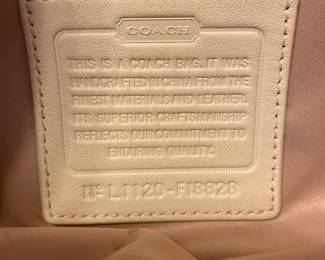 COACH
THIS IS A COACH BAG. IT WAS
HANDCRAFTED IN CHINA FROM THE
FINEST MATERIALS AND LEATHER.
ITS SUPERIOR CRAFTSMANSHIP
REFLECTS OUR COMMITMENT TO
ENDURING QUALITY.
Nº L1120-F18828